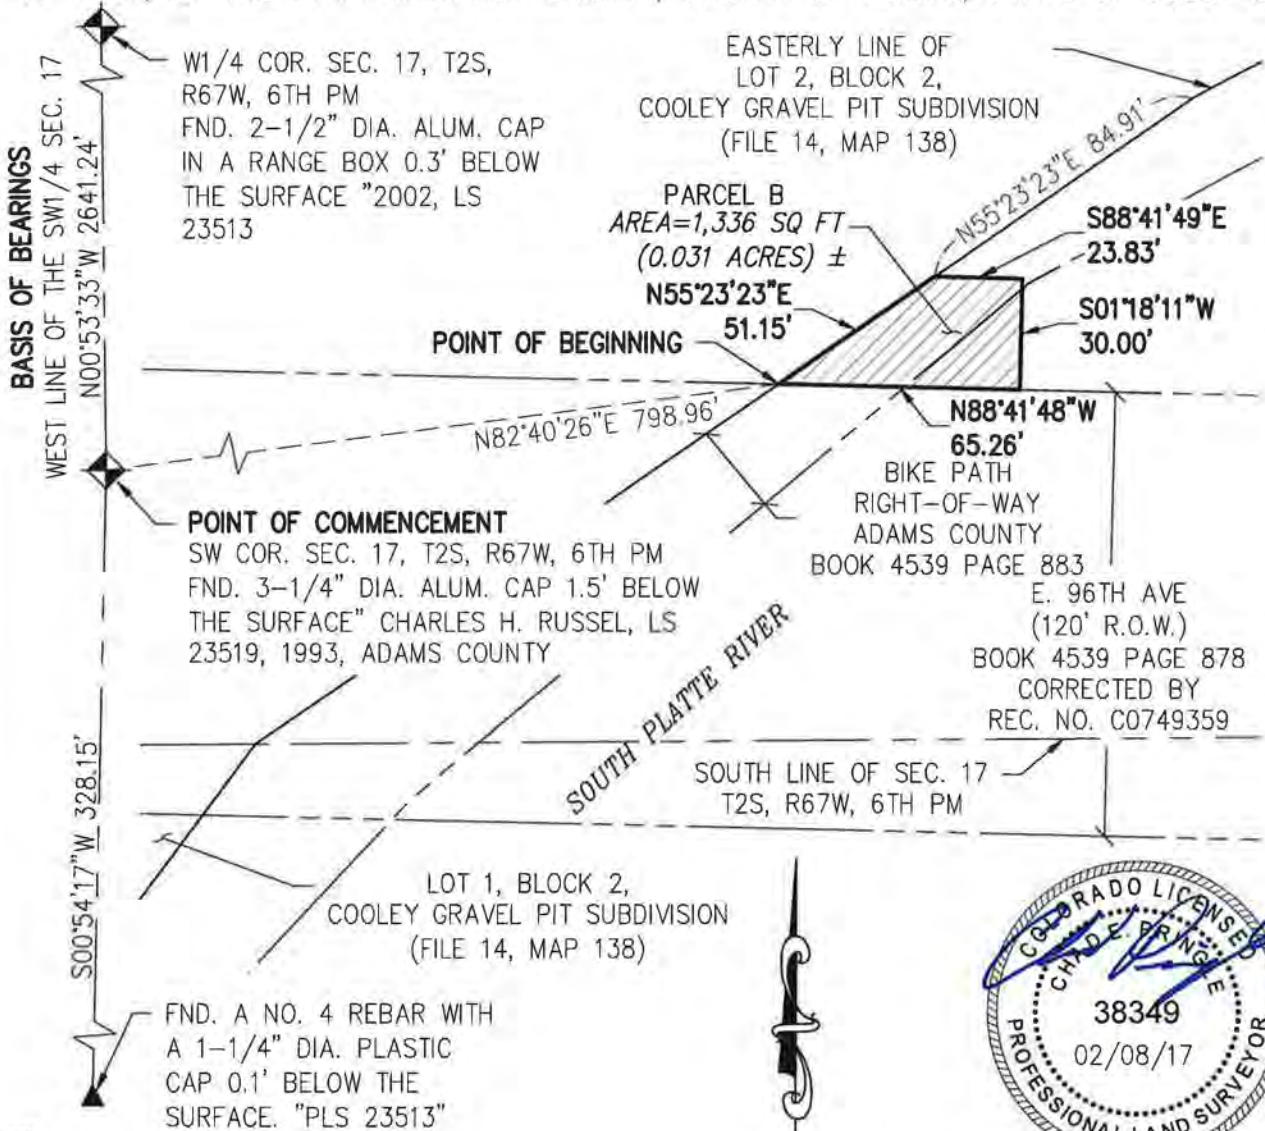 W1/4 COR. SEC. 17, T2S,
R67W, 6TH PM
FND. 2-1/2" DIA. ALUM. CAP
IN A RANGE BOX 0.3' BELOW
THE SURFACE "2002, LS
23513
EASTERLY LINE OF
LOT 2, BLOCK 2,
COOLEY GRAVEL PIT SUBDIVISION
(FILE 14, MAP 138)
BASIS OF BEARINGS
WEST LINE OF THE SW1/4 SEC. 17
N00°53'33"W 2641.24'
PARCEL B
AREA=1,336 SQ FT
(0.031 ACRES) ±
N55°23'23"E 84.91'
S88°41'49"E
23.83'
N55°23'23"E
51.15'
S01°18'11"W
30.00'
POINT OF BEGINNING
N82°40'26"E 798.96'
N88°41'48"W
65.26'
BIKE PATH
RIGHT-OF-WAY
ADAMS COUNTY
BOOK 4539 PAGE 883
POINT OF COMMENCEMENT
SW COR. SEC. 17, T2S, R67W, 6TH PM
FND. 3-1/4" DIA. ALUM. CAP 1.5' BELOW
THE SURFACE" CHARLES H. RUSSEL, LS
23519, 1993, ADAMS COUNTY
E. 96TH AVE
(120' R.O.W.)
BOOK 4539 PAGE 878
CORRECTED BY
REC. NO. C0749359
SOUTH PLATTE RIVER
SOUTH LINE OF SEC. 17
T2S, R67W, 6TH PM
S00°54'17"W 328.15'
LOT 1, BLOCK 2,
COOLEY GRAVEL PIT SUBDIVISION
(FILE 14, MAP 138)
FND. A NO. 4 REBAR WITH
A 1-1/4" DIA. PLASTIC
CAP 0.1' BELOW THE
SURFACE. "PLS 23513"
COLORADO LICENSED
CHAD E. PRINGLE
38349
02/08/17
PROFESSIONAL LAND SURVEYOR